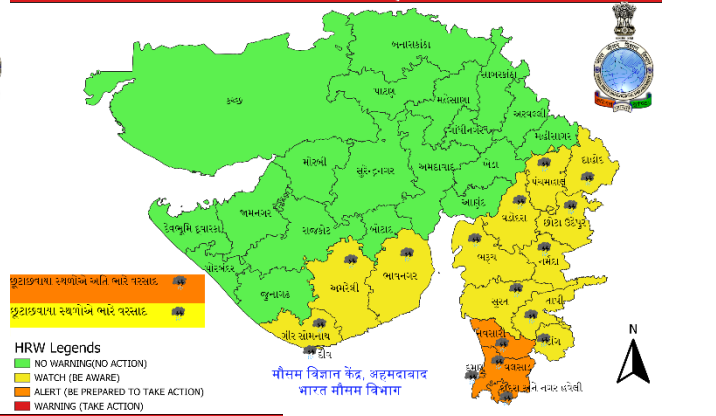 બનાસકાંઠા
સાબરકાંઠા
પાટણ
મહેસાણા
કચ્છ
અરવલ્લી
ગાંધીનગર
મહીસાગર
મોરબી
સુરેન્દ્રનગર
અમદાવાદ
ખેડા
પંચમહાલ
દાહોદ
આણંદ
જામનગર
વડોદરા
છોટા ઉદેપુર
દેવભૂમિ દ્વારકા
રાજકોટ
બોટાદ
પોરબંદર
ભરૂચ
નર્મદા
જુનાગઢ
અમરેલી
ભાવનગર
સુરત
તાપી
છૂટાછવાયા સ્થળોએ અતિ ભારે વરસાદ
છૂટાછવાયા સ્થળોએ ભારે વરસાદ
ગીર સોમનાથ
નવસારી
ડાંગ
દીવ
HRW Legends
NO WARNING(NO ACTION)
WATCH (BE AWARE)
ALERT (BE PREPARED TO TAKE ACTION)
WARNING (TAKE ACTION)
मौसम विज्ञान केंद्र, अहमदाबाद
भारत मौसम विभाग
દમણ
વલસાડ
અને નગર હવેલી
N